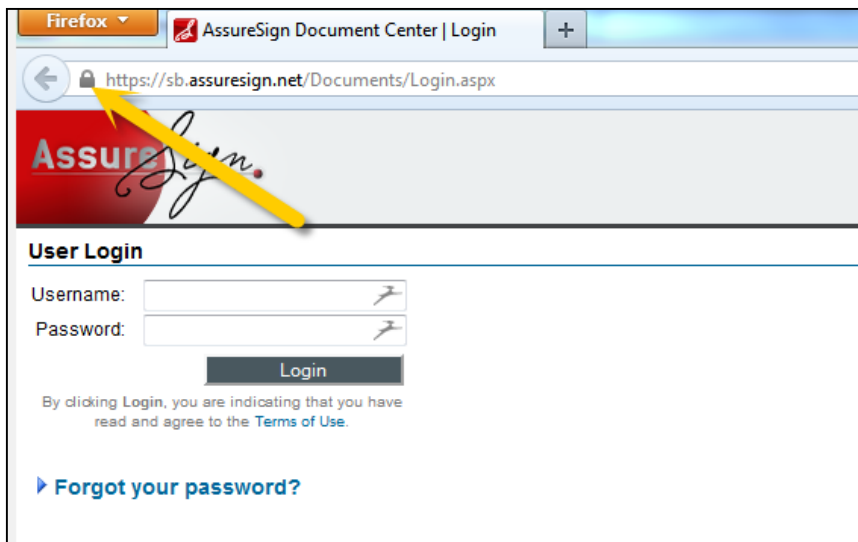 Firefox
AssureSign Document Center | Login
https://sb.assuresign.net/Documents/Login.aspx
AssureSign.
User Login
Username:
Password:
Login
By clicking Login, you are indicating that you have
read and agree to the Terms of Use.
Forgot your password?